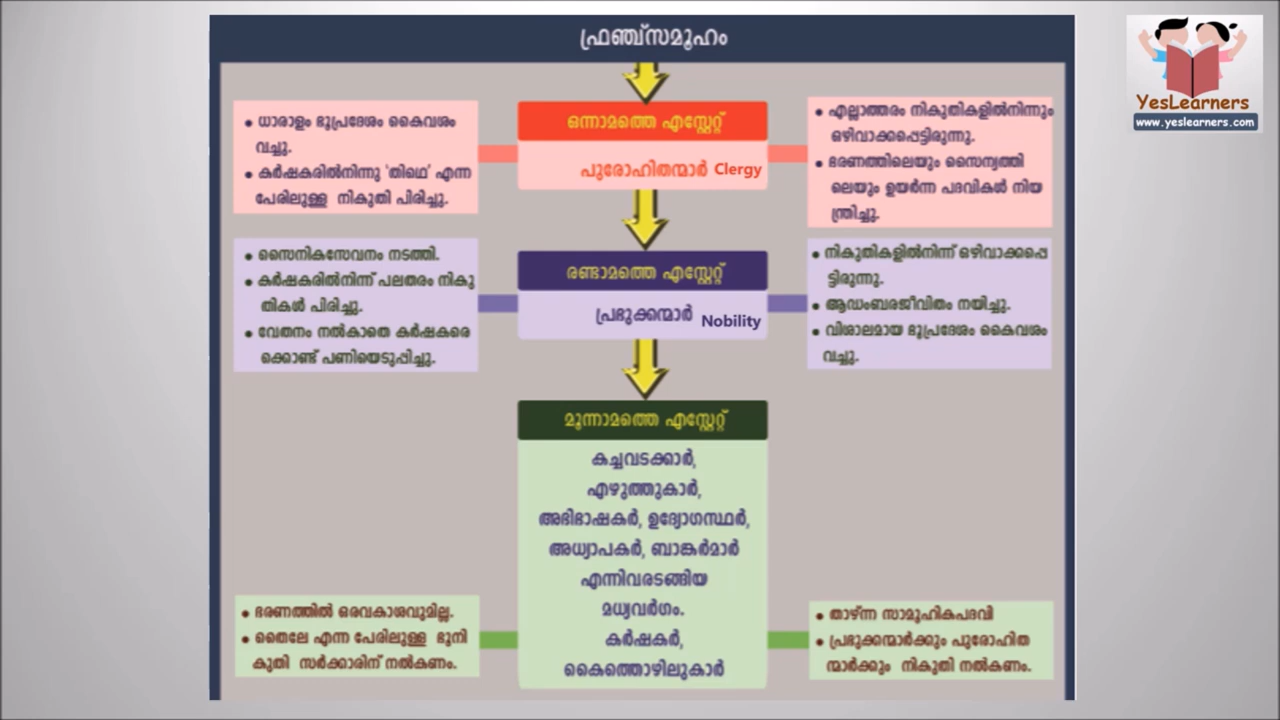 ഫ്രഞ്ച്സമൂഹം
YesLearners
www.yeslearners.com
ഒന്നാമത്തെ എസ്റ്റേറ്റ്
പുരോഹിതന്മാർ Clergy
• ധാരാളം ഭൂപ്രദേശം കൈവശം
വച്ചു.
• കർഷകരിൽനിന്നു 'തിഥെ' എന്ന
പേരിലുള്ള നികുതി പിരിച്ചു.
• എല്ലാത്തരം നികുതികളിൽനിന്നും
ഒഴിവാക്കപ്പെട്ടിരുന്നു.
• ഭരണത്തിലെയും സൈന്യത്തി
ലെയും ഉയർന്ന പദവികൾ നിയ
ന്ത്രിച്ചു.
രണ്ടാമത്തെ എസ്റ്റേറ്റ്
പ്രഭുക്കന്മാർ Nobility
• സൈനികസേവനം നടത്തി.
• കർഷകരിൽനിന്ന് പലതരം നികു
തികൾ പിരിച്ചു.
• വേതനം നൽകാതെ കർഷകരെ
ക്കൊണ്ട് പണിയെടുപ്പിച്ചു.
• നികുതികളിൽനിന്ന് ഒഴിവാക്കപ്പെ
ട്ടിരുന്നു.
• ആഡംബരജീവിതം നയിച്ചു.
• വിശാലമായ ഭൂപ്രദേശം കൈവശം
വച്ചു.
മൂന്നാമത്തെ എസ്റ്റേറ്റ്
കച്ചവടക്കാർ,
എഴുത്തുകാർ,
അഭിഭാഷകർ, ഉദ്യോഗസ്ഥർ,
അധ്യാപകർ, ബാങ്കർമാർ
എന്നിവരടങ്ങിയ
മധ്യവർഗം.
കർഷകർ,
കൈത്തൊഴിലുകാർ
• ഭരണത്തിൽ ഒരവകാശവുമില്ല.
• തൈലേ എന്ന പേരിലുള്ള ഭൂനി
കുതി സർക്കാരിന് നൽകണം.
• താഴ്ന്ന സാമൂഹികപദവി
• പ്രഭുക്കന്മാർക്കും പുരോഹിത
ന്മാർക്കും നികുതി നൽകണം.